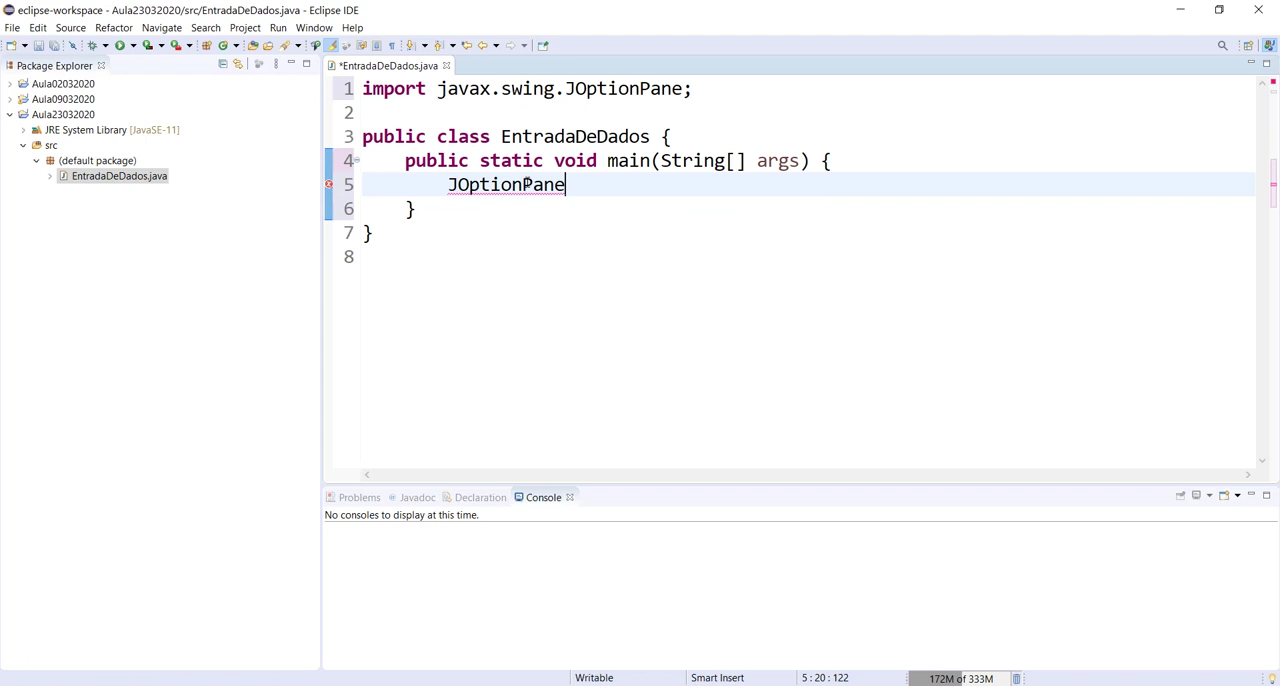 eclipse-workspace - Aula23032020/src/EntradaDeDados.java - Eclipse IDE
File Edit Source Refactor Navigate Search Project Run Window Help
Package Explorer
*EntradaDeDados.java
Aula02032020
Aula09032020
Aula23032020
JRE System Library [JavaSE-11]
src
(default package)
EntradaDeDados.java
1 import javax.swing.JOptionPane;
2
3 public class EntradaDeDados {
4 public static void main(String[] args) {
5 JOptionPane
6 }
7 }
8
Problems Javadoc Declaration Console
No consoles to display at this time.
Writable Smart Insert 5 : 20 : 122 172M of 333M